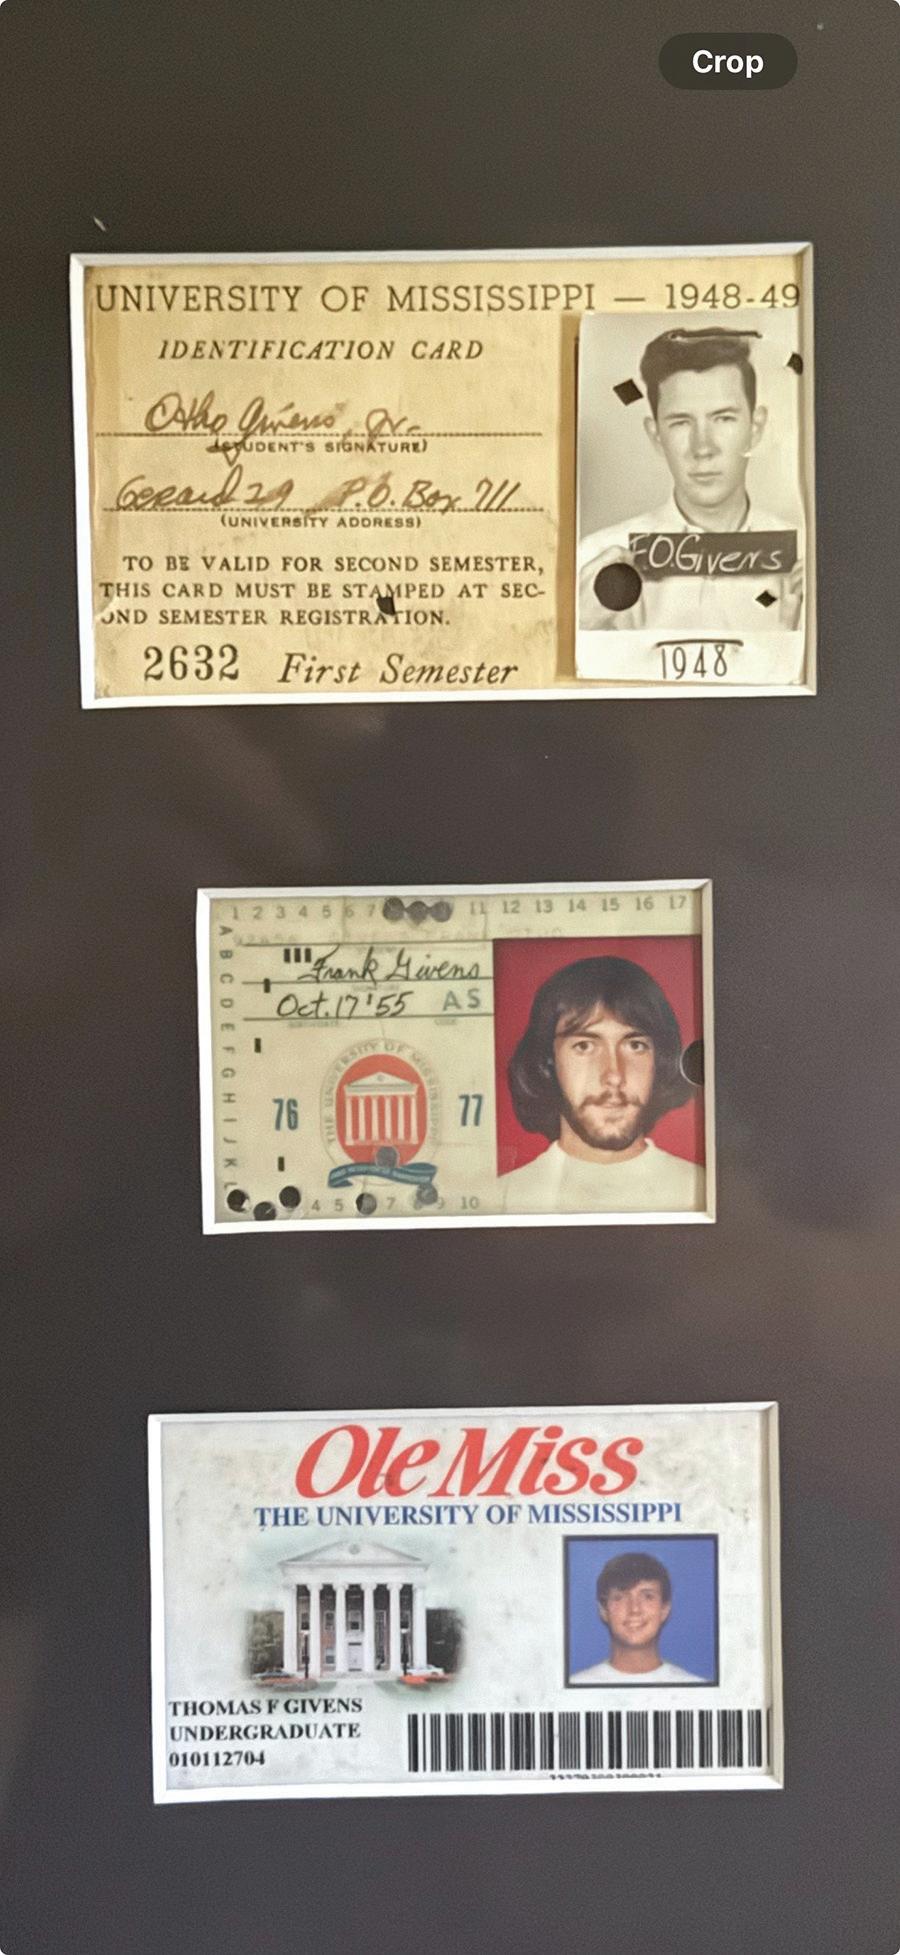 Crop
UNIVERSITY OF MISSISSIPPI — 1948-49
IDENTIFICATION CARD
Otho Givens, Jr.
(STUDENT'S SIGNATURE)
Gerard 29 P.O. Box 711
(UNIVERSITY ADDRESS)
TO BE VALID FOR SECOND SEMESTER,
THIS CARD MUST BE STAMPED AT SEC-
OND SEMESTER REGISTRATION.
2632 First Semester
F.O.Givens
1948
1 2 3 4 5 6 7 11 12 13 14 15 16 17
A B C D E F G H I J K L
Frank Givens
Oct. 17 '55 AS
THE UNIVERSITY OF MISSISSIPPI
76 77
4 5 7 9 10
Ole Miss
THE UNIVERSITY OF MISSISSIPPI
THOMAS F GIVENS
UNDERGRADUATE
010112704